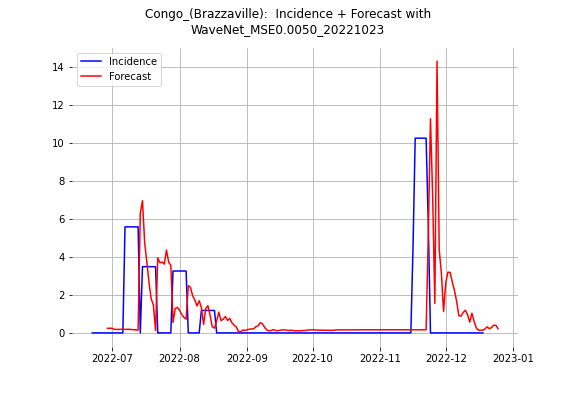 Congo_(Brazzaville):  Incidence + Forecast with
WaveNet_MSE0.0050_20221023
Incidence
Forecast
14
12
10
8
6
4
2
0
2022-07 2022-08 2022-09 2022-10 2022-11 2022-12 2023-01